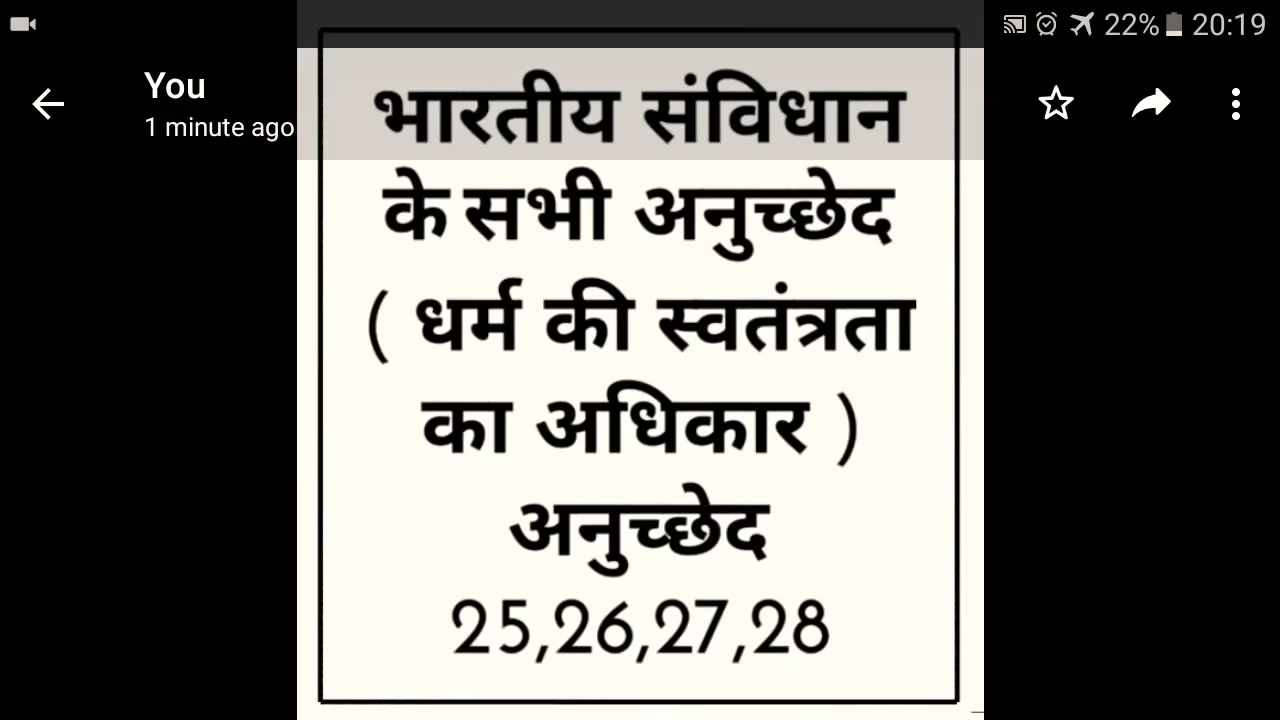 22% 20:19
You
1 minute ago
भारतीय संविधान
के सभी अनुच्छेद
( धर्म की स्वतंत्रता
का अधिकार )
अनुच्छेद
25,26,27,28